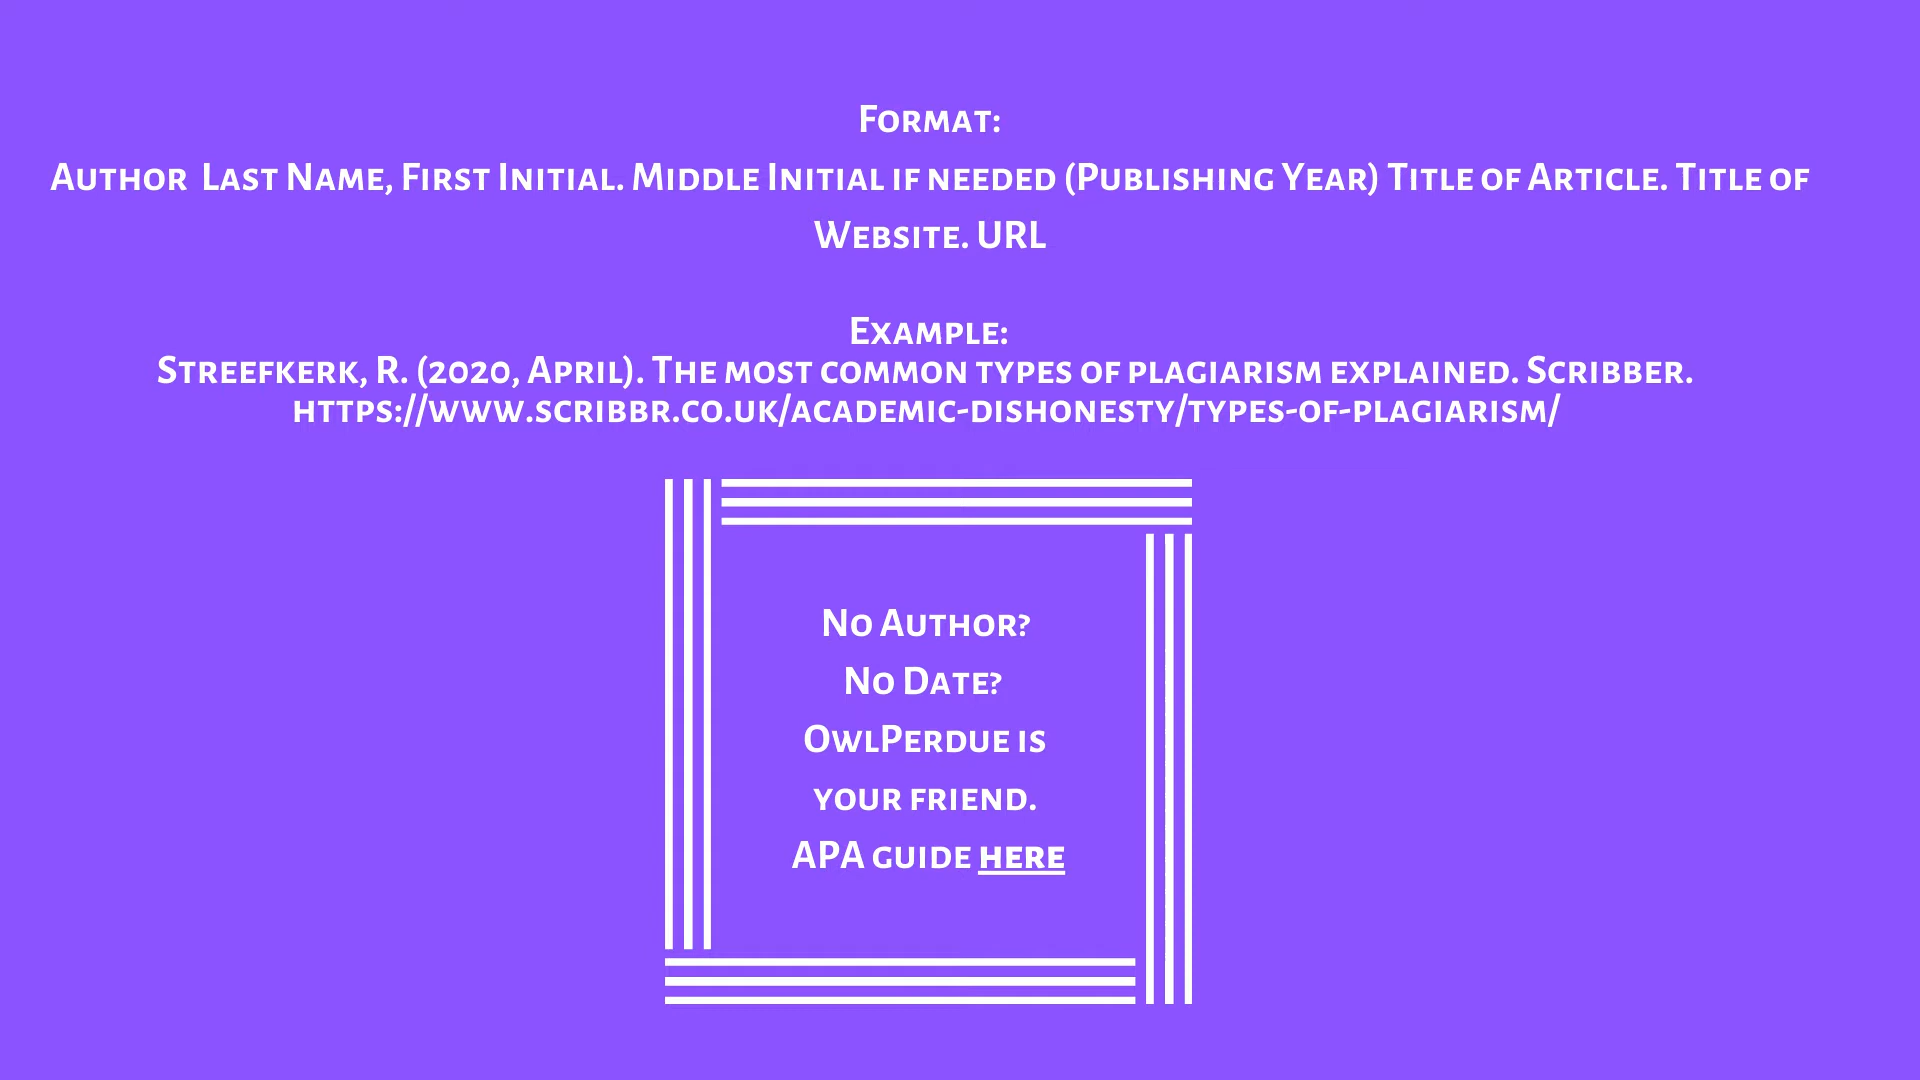 Format:
Author Last Name, First Initial. Middle Initial if needed (Publishing Year) Title of Article. Title of
Website. URL
Example:
Streefkerk, R. (2020, April). The most common types of plagiarism explained. Scribber.
https://www.scribbr.co.uk/academic-dishonesty/types-of-plagiarism/
No Author?
No Date?
OwlPerdue is
your friend.
APA guide here